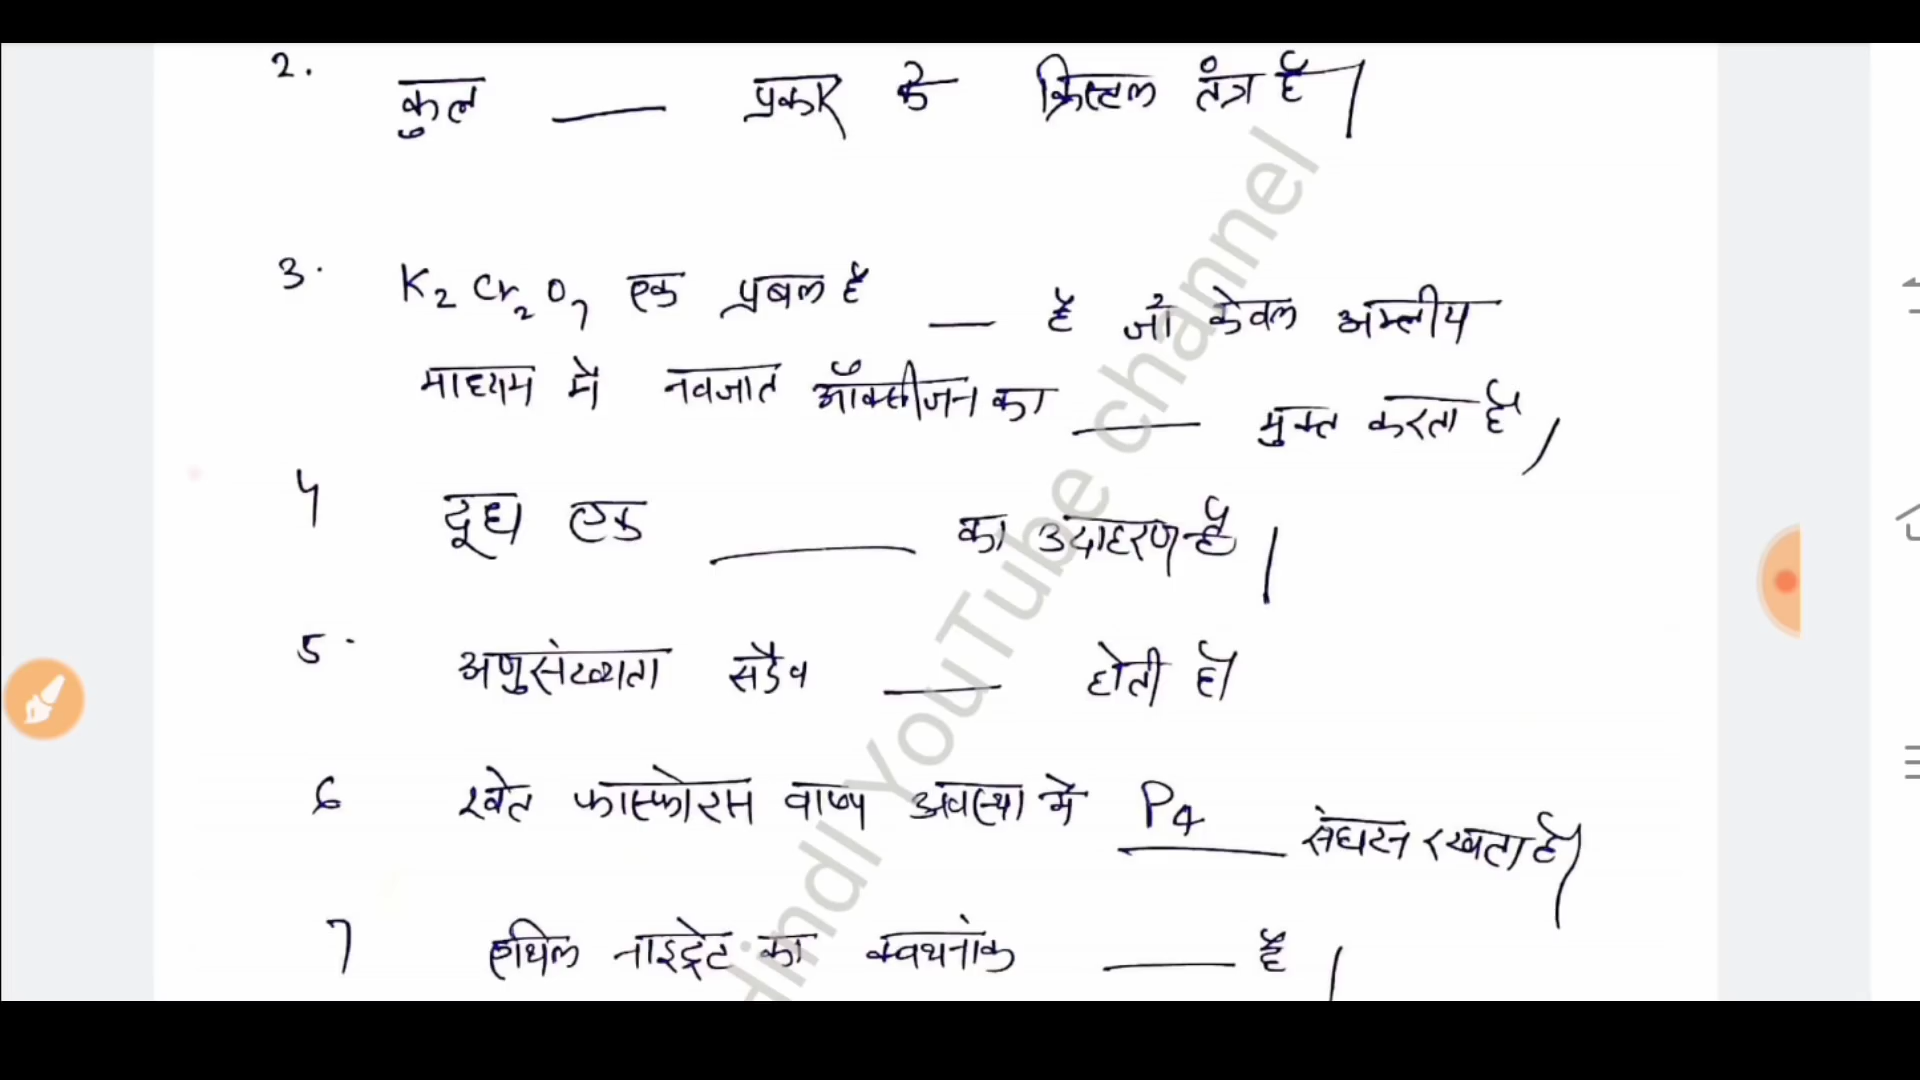 2. कुल ___ प्रकार के क्रिस्टल तंत्र है।
3. K2Cr2O7 एक प्रबल है ___ है जो केवल अम्लीय
माध्यम में नवजात ऑक्सीजन का ___ मुक्त करता है।
4 दूध एक ___ का उदाहरण है।
5. अणुसंख्यता सदैव ___ होती है।
6 श्वेत फास्फोरस वाष्प अवस्था में P4 संघटन रखता है।
7 एथिल नाइट्रेट का क्वथनांक ___ है।
Hindi YouTube channel